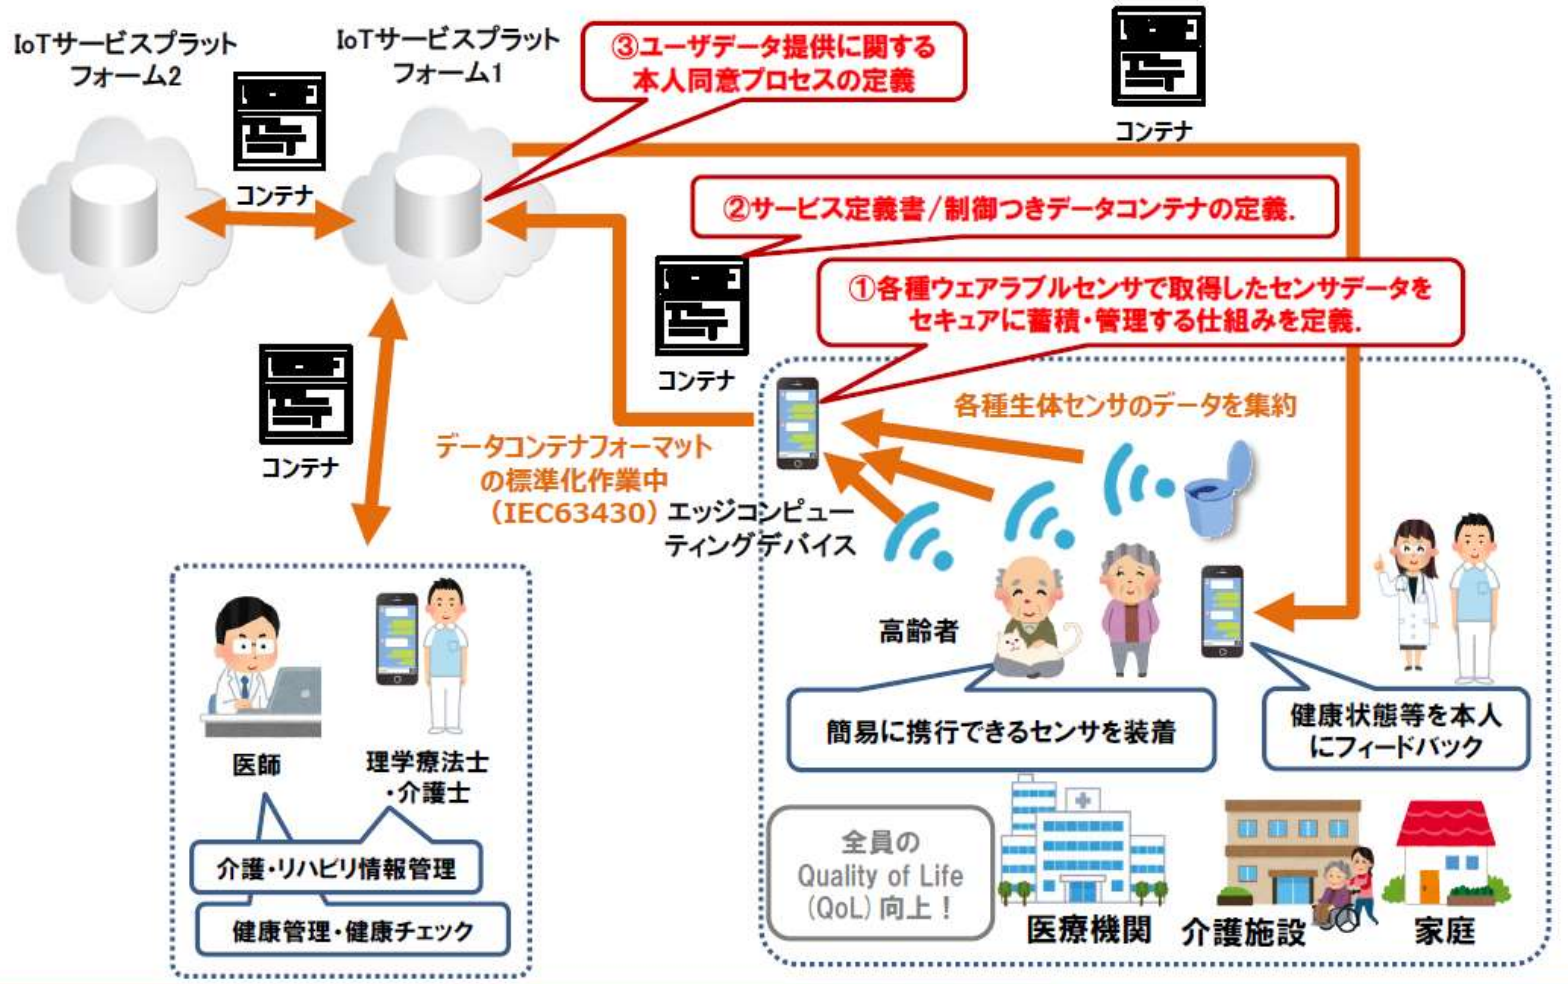 IoTサービスプラット
フォーム2
IoTサービスプラット
フォーム1
③ユーザデータ提供に関する
本人同意プロセスの定義
コンテナ
コンテナ
②サービス定義書/制御つきデータコンテナの定義.
①各種ウェアラブルセンサで取得したセンサデータを
セキュアに蓄積・管理する仕組みを定義.
コンテナ
コンテナ
各種生体センサのデータを集約
データコンテナフォーマット
の標準化作業中
（IEC63430）
エッジコンピュー
ティングデバイス
高齢者
簡易に携行できるセンサを装着
健康状態等を本人
にフィードバック
医師
理学療法士
・介護士
介護・リハビリ情報管理
健康管理・健康チェック
全員の
Quality of Life
(QoL) 向上！
医療機関
介護施設
家庭